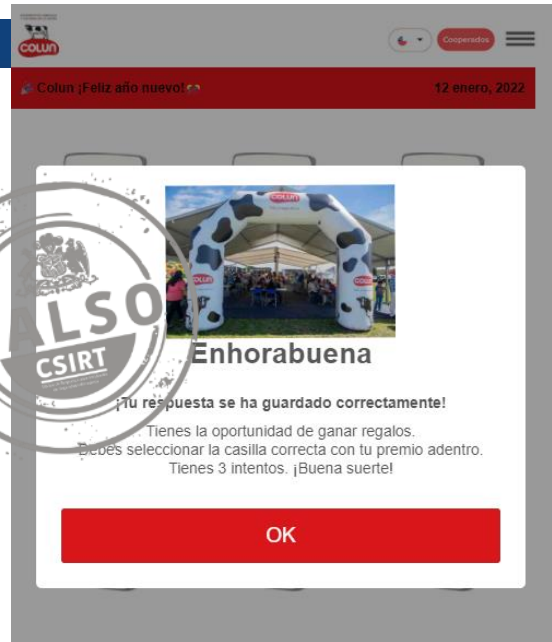 COLUN
Cooperados
Colun ¡Feliz año nuevo!
12 enero, 2022
COLUN
COLUN
COLUN
FALSO
CSIRT
Enhorabuena
¡Tu respuesta se ha guardado correctamente!
Tienes la oportunidad de ganar regalos.
Debes seleccionar la casilla correcta con tu premio adentro.
Tienes 3 intentos. ¡Buena suerte!
OK